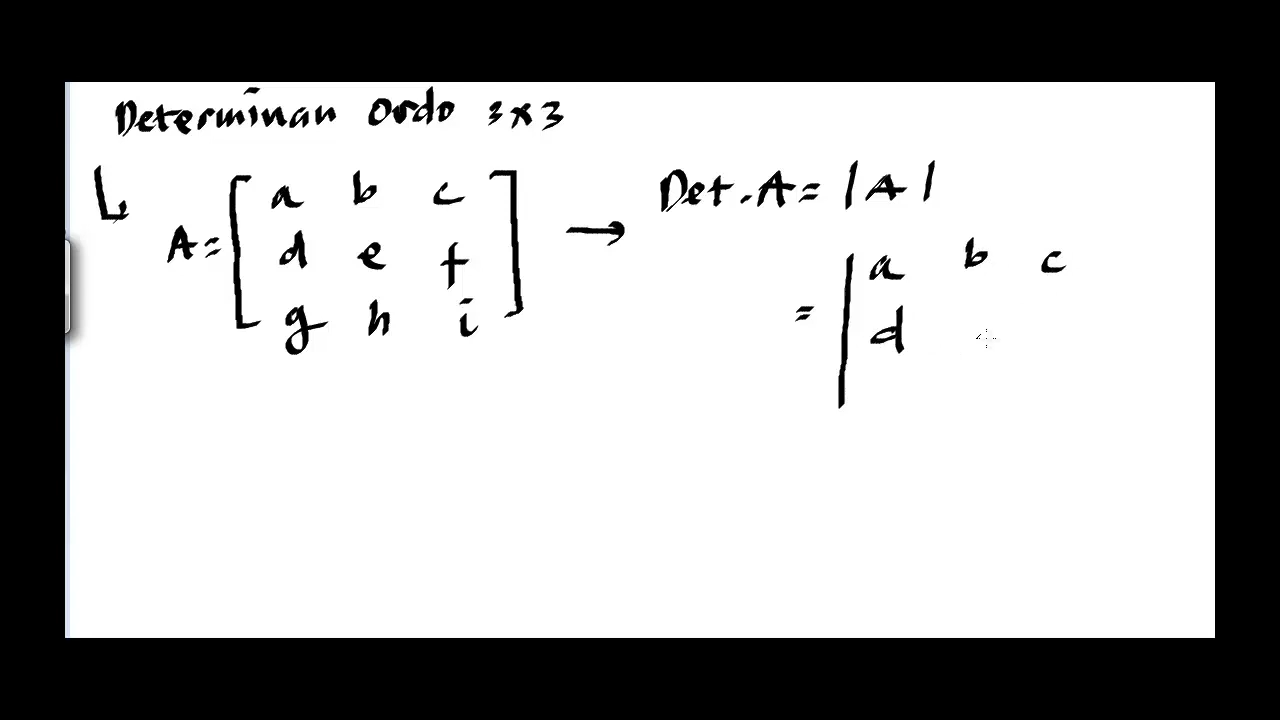 Determinan Ordo 3x3
↳ A = [ a b c
d e f
g h i ] → Det. A = |A|
= | a b c
d